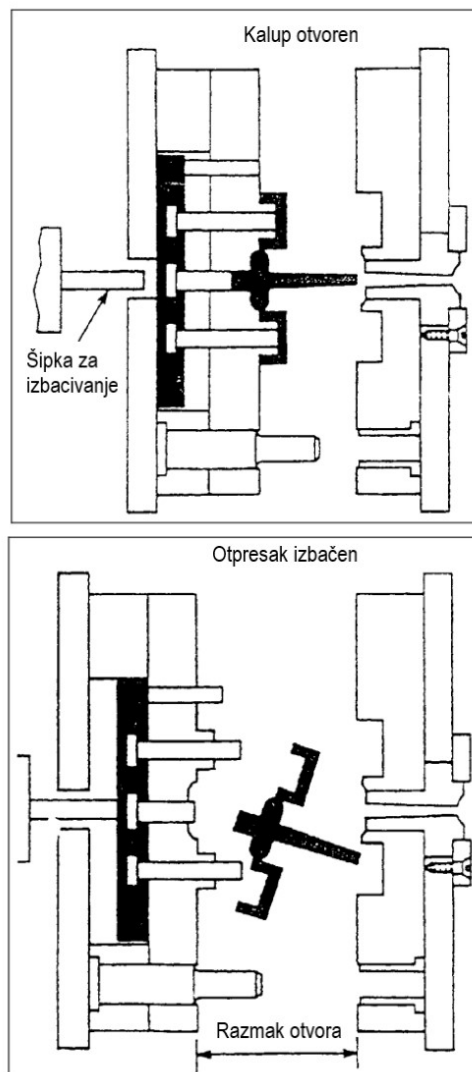 Kalup otvoren
Šipka za
izbacivanje
Otpresak izbačen
Razmak otvora